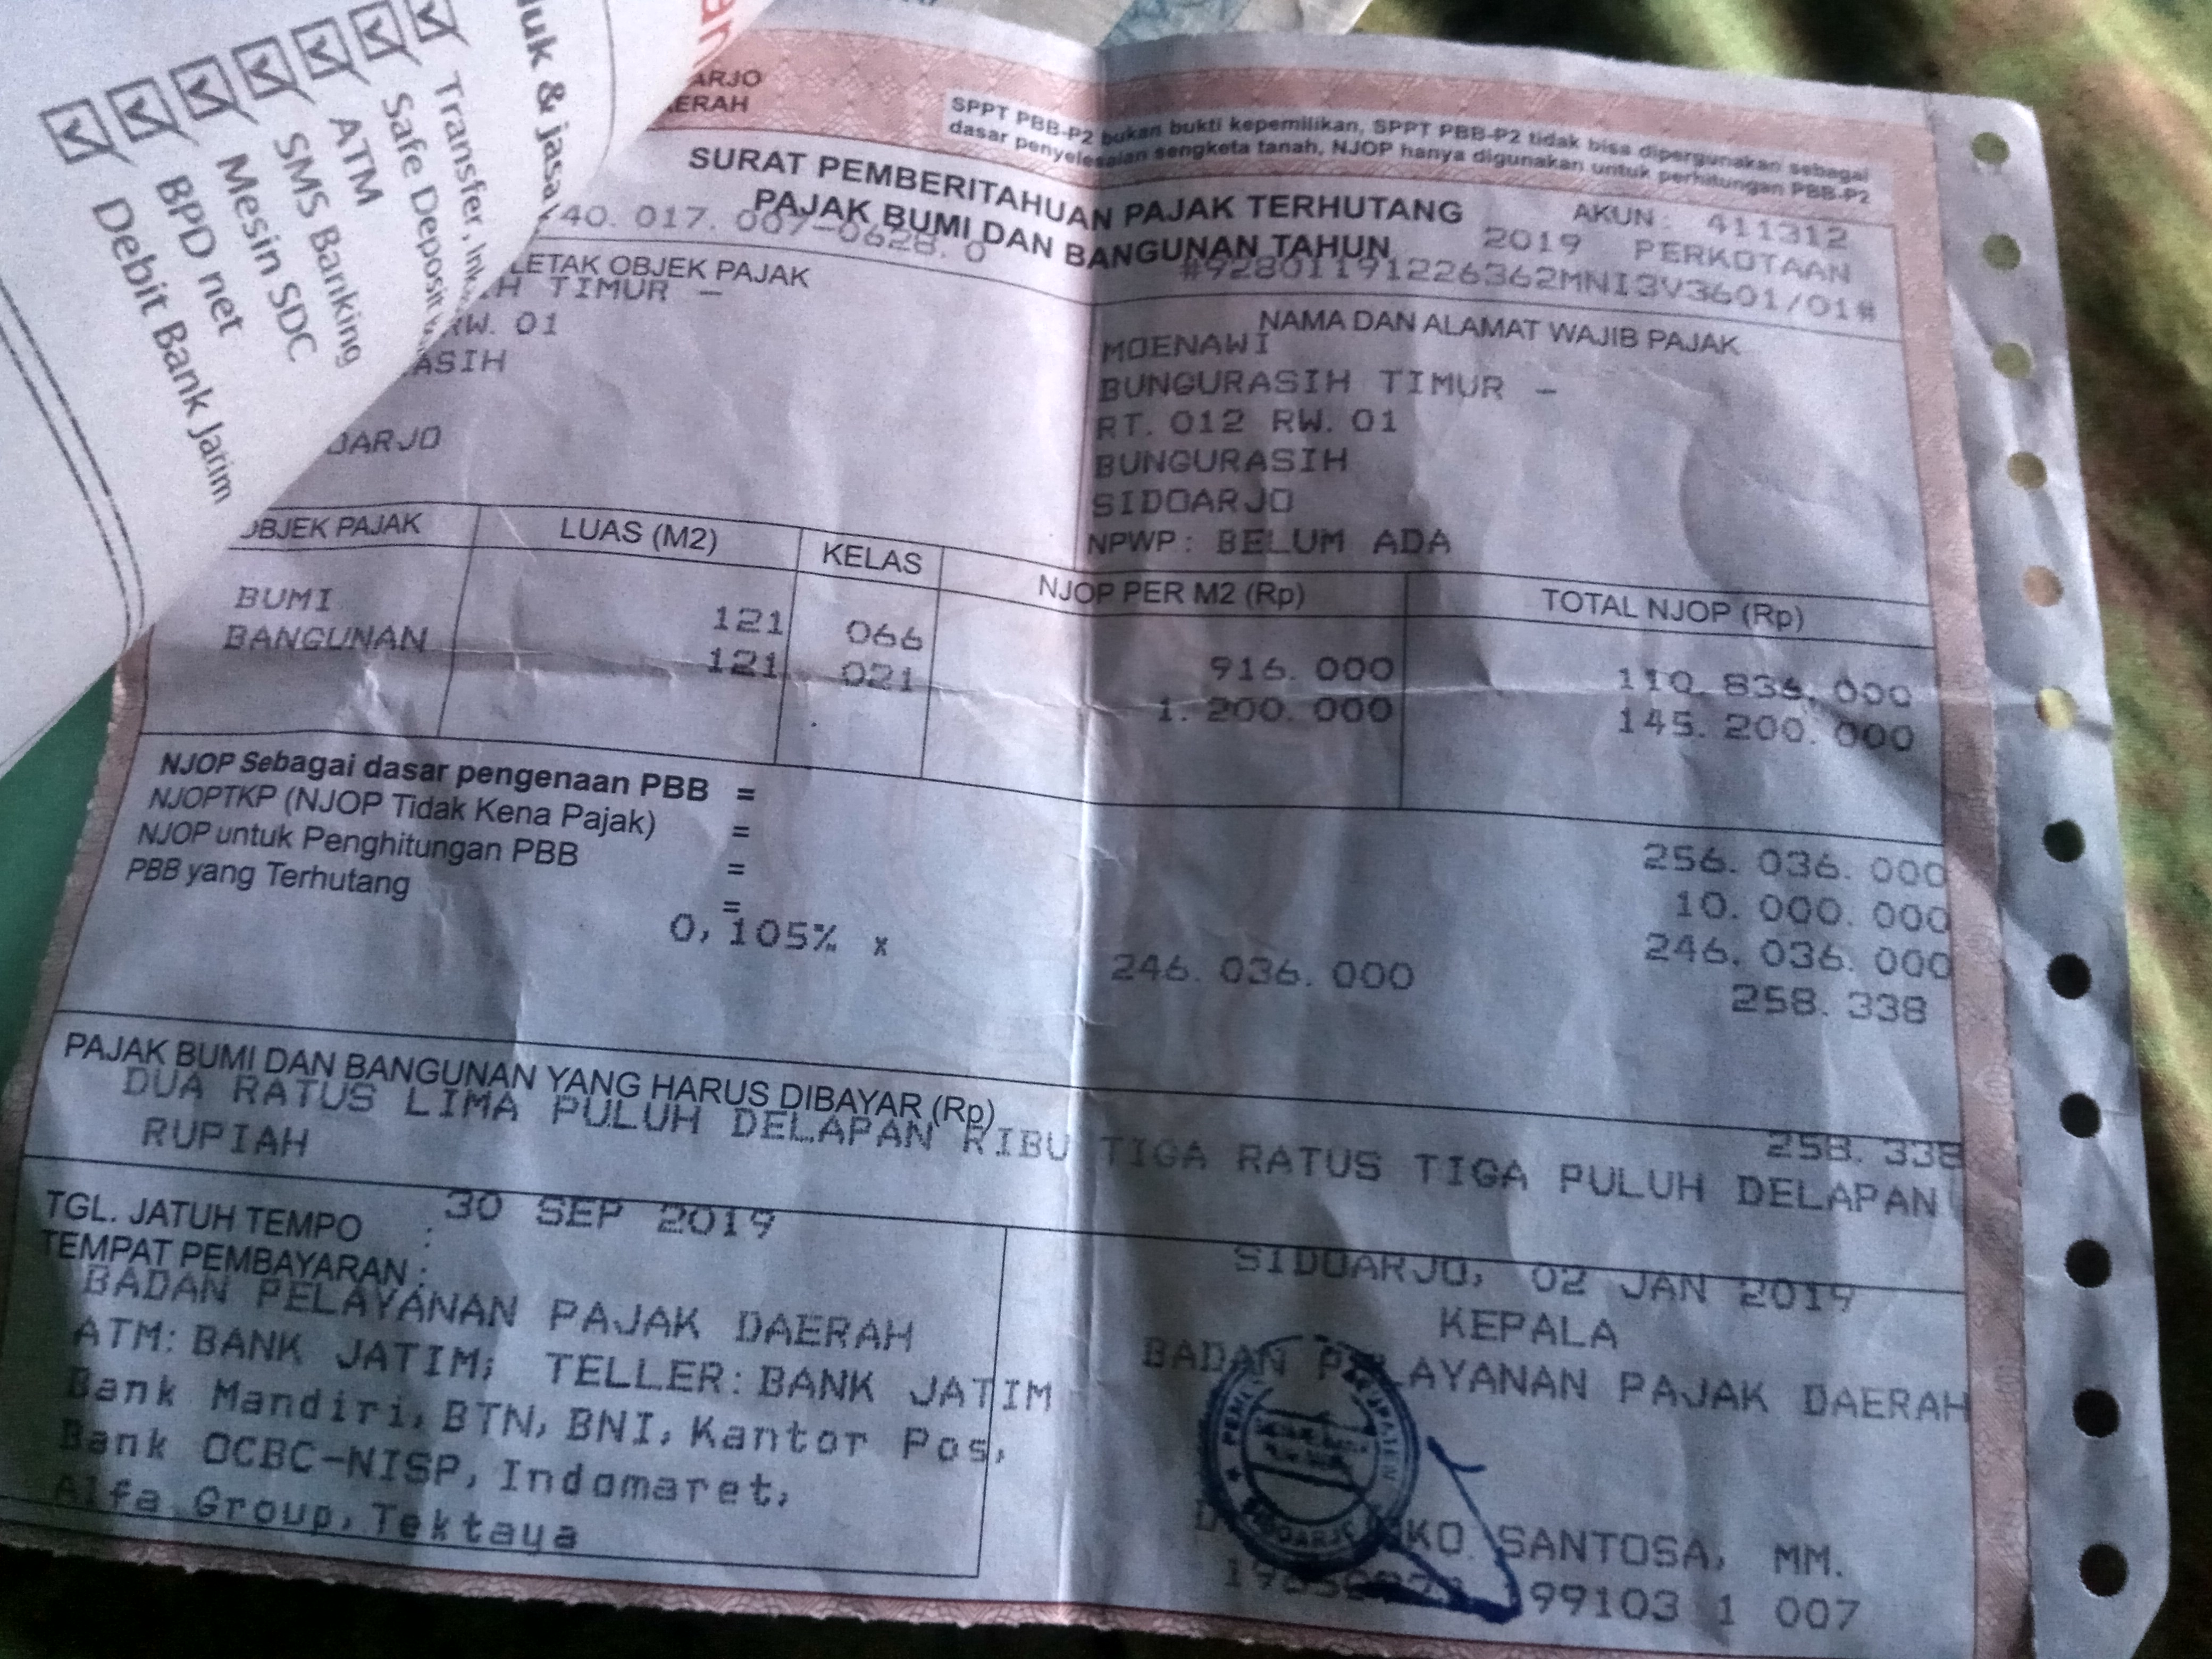 Transfer, Ink
Safe Deposit
ATM
SMS Banking
Mesin SDC
BPD net
Debit Bank Jatim
uk & jasa
an
ARJO
ERAH
SPPT PBB-P2 bukan bukti kepemilikan, SPPT PBB-P2 tidak bisa dipergunakan sebagai
dasar penyelesaian sengketa tanah, NJOP hanya digunakan untuk perhitungan PBB-P2
SURAT PEMBERITAHUAN PAJAK TERHUTANG
PAJAK BUMI DAN BANGUNAN TAHUN 2019 PERKOTAAN
AKUN : 411312
40. 017. 007-0628. 0
#92801191226362MNI3V3601/01#
LETAK OBJEK PAJAK
H TIMUR -
RW. 01
ASIH
OARJO
NAMA DAN ALAMAT WAJIB PAJAK
MOENAWI
BUNGURASIH TIMUR -
RT. 012 RW. 01
BUNGURASIH
SIDOARJO
NPWP : BELUM ADA
OBJEK PAJAK LUAS (M2) KELAS NJOP PER M2 (Rp) TOTAL NJOP (Rp)
BUMI 121 066 916. 000 110. 836. 000
BANGUNAN 121 021 1. 200. 000 145. 200. 000
NJOP Sebagai dasar pengenaan PBB = 256. 036. 000
NJOPTKP (NJOP Tidak Kena Pajak) = 10. 000. 000
NJOP untuk Penghitungan PBB = 246. 036. 000
PBB yang Terhutang = 0, 105% x 246. 036. 000 258. 338
PAJAK BUMI DAN BANGUNAN YANG HARUS DIBAYAR (Rp) 258. 338
DUA RATUS LIMA PULUH DELAPAN RIBU TIGA RATUS TIGA PULUH DELAPAN
RUPIAH
TGL. JATUH TEMPO : 30 SEP 2019
TEMPAT PEMBAYARAN :
BADAN PELAYANAN PAJAK DAERAH
ATM: BANK JATIM; TELLER: BANK JATIM
Bank Mandiri, BTN, BNI, Kantor Pos,
Bank OCBC-NISP, Indomaret,
Alfa Group, Tektaya
SIDOARJO, 02 JAN 2019
KEPALA
BADAN PELAYANAN PAJAK DAERAH
KO SANTOSA, MM.
199103 1 007